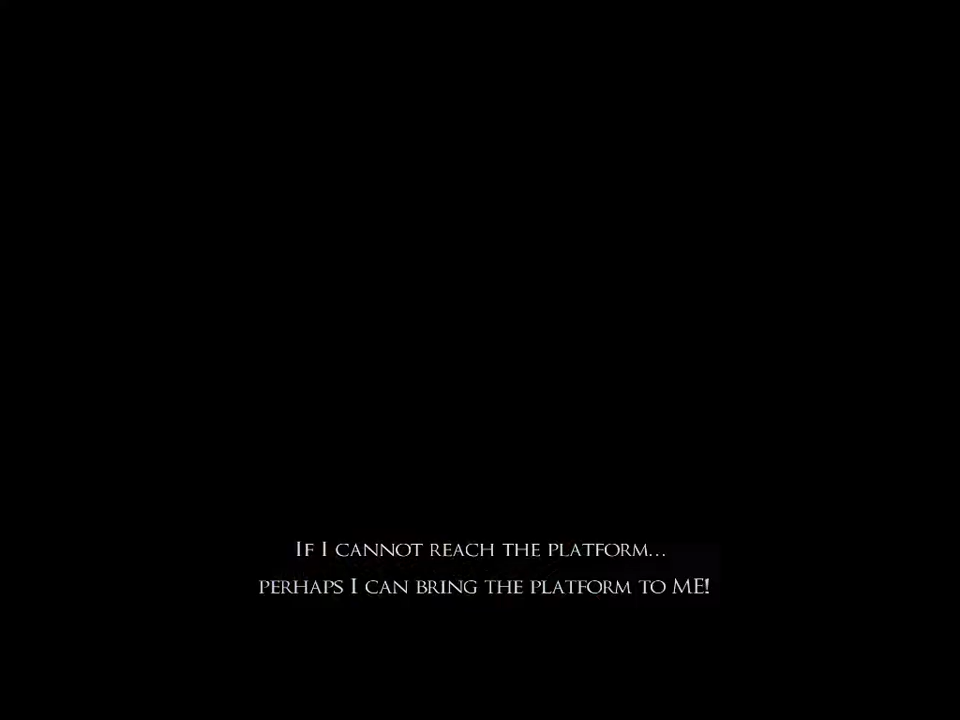 If I cannot reach the platform...
perhaps I can bring the platform to ME!